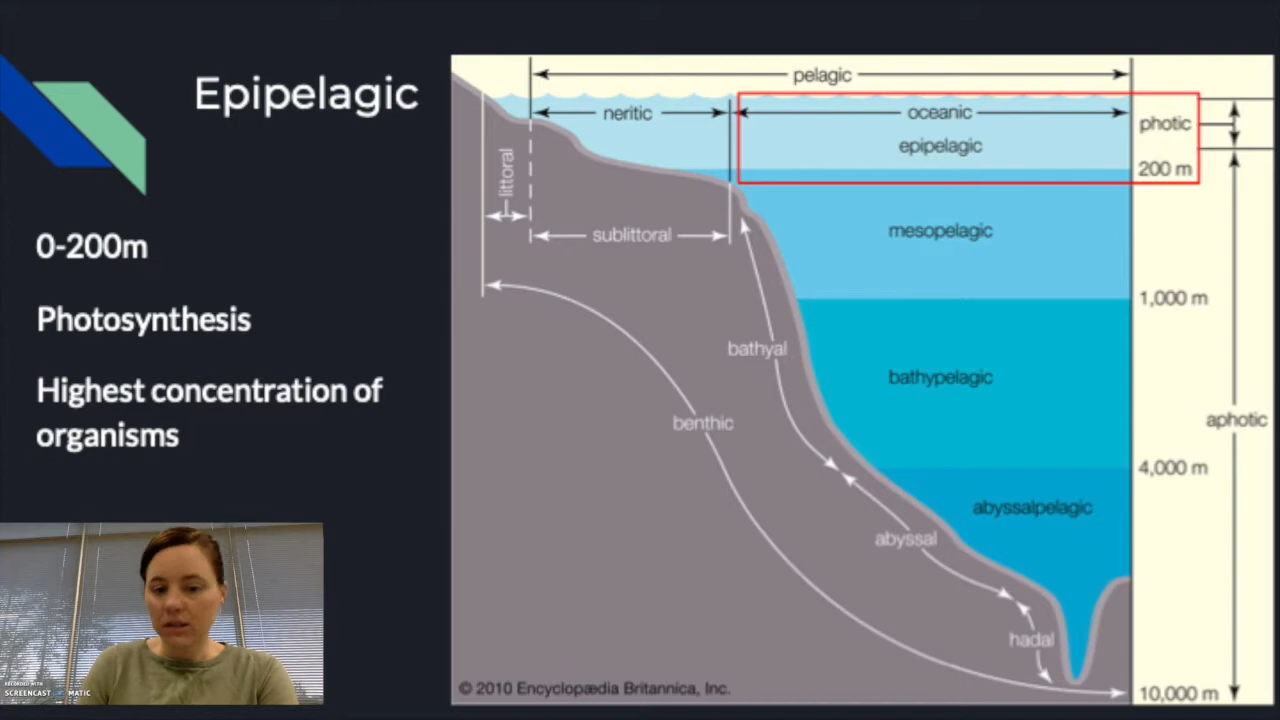 Epipelagic
0-200m
Photosynthesis
Highest concentration of
organisms
pelagic
neritic
oceanic
photic
epipelagic
littoral
200 m
sublittoral
mesopelagic
1,000 m
bathyal
bathypelagic
benthic
aphotic
4,000 m
abyssalpelagic
abyssal
hadal
Encyclopædia Britannica, Inc.
10,000 m
RECORDED WITH
SCREENCAST MATIC